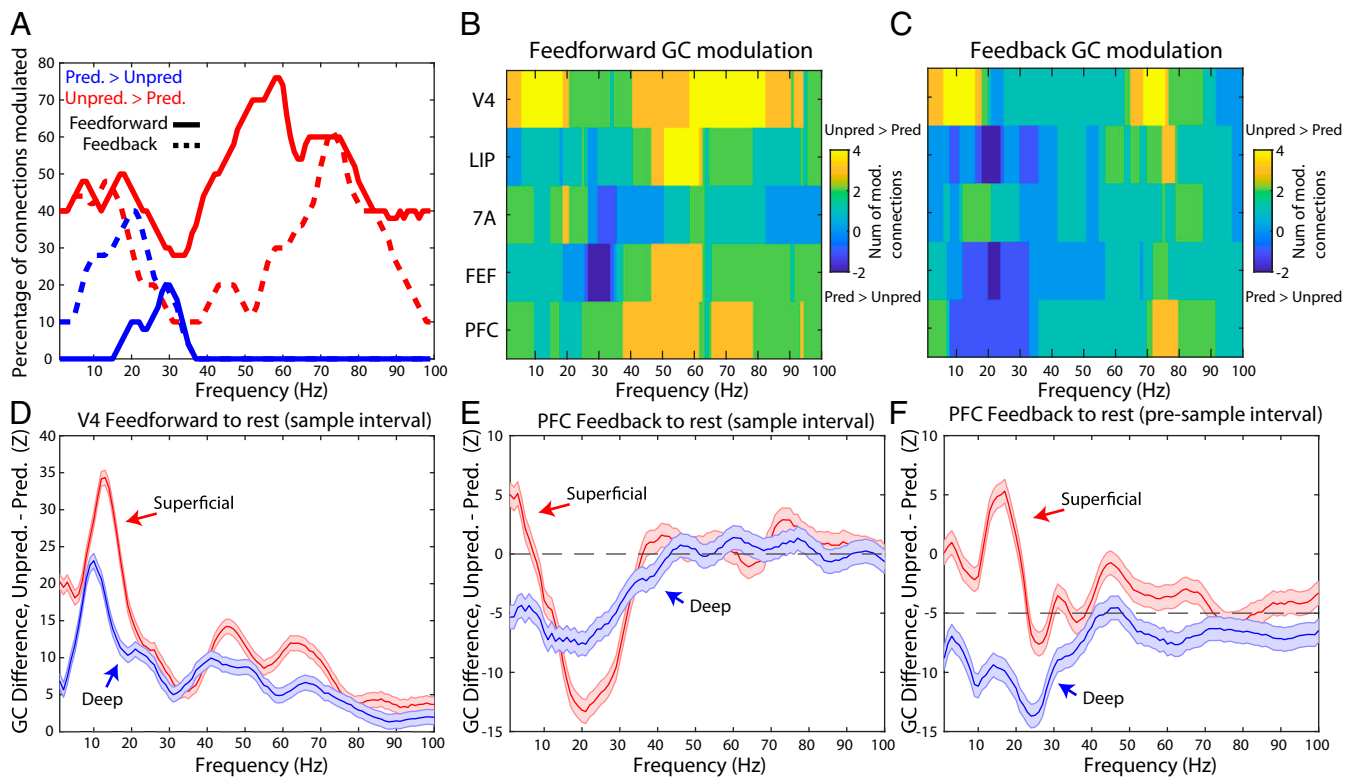 A
Percentage of connections modulated
80
70
60
50
40
30
20
10
0
Pred. > Unpred
Unpred. > Pred.
Feedforward
Feedback
10 20 30 40 50 60 70 80 90 100
Frequency (Hz)
B
Feedforward GC modulation
V4
LIP
7A
FEF
PFC
10 20 30 40 50 60 70 80 90 100
Frequency (Hz)
Unpred > Pred
4
2
0
-2
Num of mod.
connections
Pred > Unpred
C
Feedback GC modulation
10 20 30 40 50 60 70 80 90 100
Frequency (Hz)
Unpred > Pred
4
2
0
-2
Num of mod.
connections
Pred > Unpred
D
V4 Feedforward to rest (sample interval)
GC Difference, Unpred. - Pred. (Z)
40
35
30
25
20
15
10
5
0
Superficial
Deep
10 20 30 40 50 60 70 80 90 100
Frequency (Hz)
E
PFC Feedback to rest (sample interval)
GC Difference, Unpred. - Pred. (Z)
10
5
0
-5
-10
-15
Superficial
Deep
10 20 30 40 50 60 70 80 90 100
Frequency (Hz)
F
PFC Feedback to rest (pre-sample interval)
GC Difference, Unpred. - Pred. (Z)
10
5
0
-5
-10
-15
Superficial
Deep
10 20 30 40 50 60 70 80 90 100
Frequency (Hz)